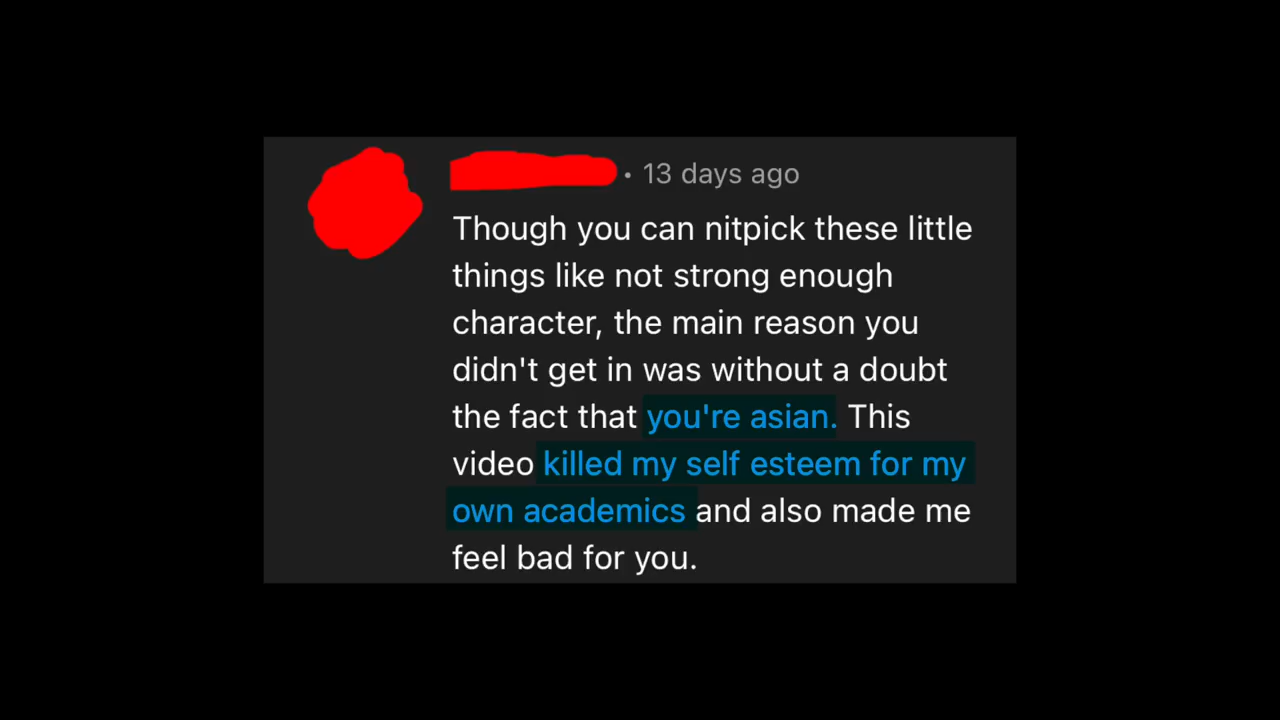 • 13 days ago
Though you can nitpick these little
things like not strong enough
character, the main reason you
didn't get in was without a doubt
the fact that you're asian. This
video killed my self esteem for my
own academics and also made me
feel bad for you.